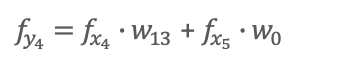 f_{y_4} = f_{x_4} · w_{13} + f_{x_5} · w_0